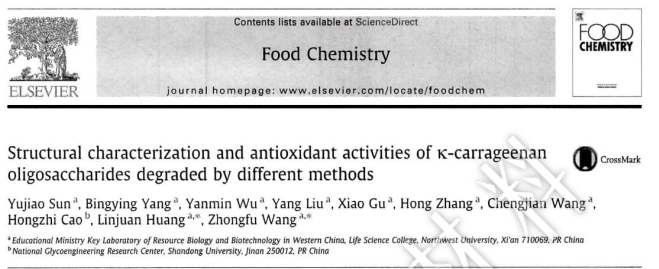 Contents lists available at ScienceDirect
Food Chemistry
journal homepage: www.elsevier.com/locate/foodchem
ELSEVIER
FOOD
CHEMISTRY
Structural characterization and antioxidant activities of κ-carrageenan
oligosaccharides degraded by different methods
CrossMark
Yujiao Sun a, Bingying Yang a, Yanmin Wu a, Yang Liu a, Xiao Gu a, Hong Zhang a, Chengjian Wang a,
Hongzhi Cao b, Linjuan Huang a,*, Zhongfu Wang a,*
a Educational Ministry Key Laboratory of Resource Biology and Biotechnology in Western China, Life Science College, Northwest University, Xi'an 710069, PR China
b National Glycoengineering Research Center, Shandong University, Jinan 250012, PR China
材料